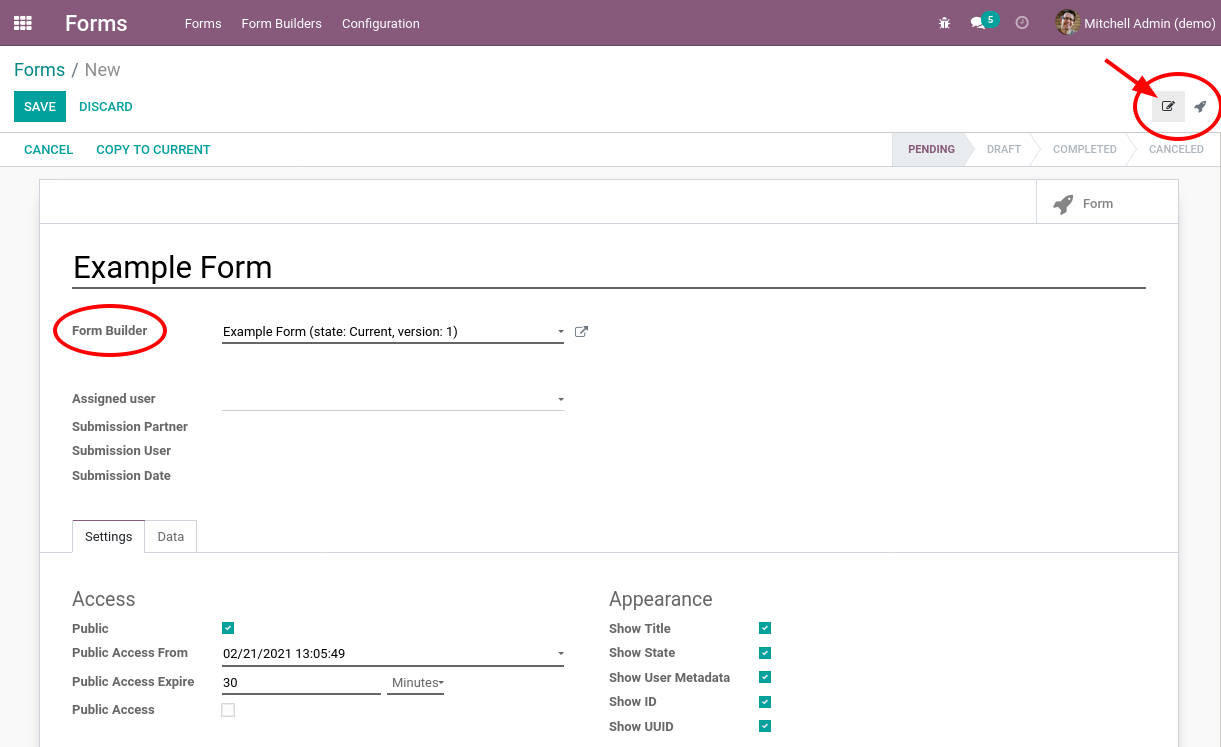 Forms Forms Form Builders Configuration 5 Mitchell Admin (demo)
Forms / New
SAVE DISCARD
CANCEL COPY TO CURRENT PENDING DRAFT COMPLETED CANCELED
Form
Example Form
Form Builder Example Form (state: Current, version: 1)
Assigned user
Submission Partner
Submission User
Submission Date
Settings Data
Access Appearance
Public Show Title
Public Access From 02/21/2021 13:05:49 Show State
Public Access Expire 30 Minutes Show User Metadata
Public Access Show ID
Show UUID